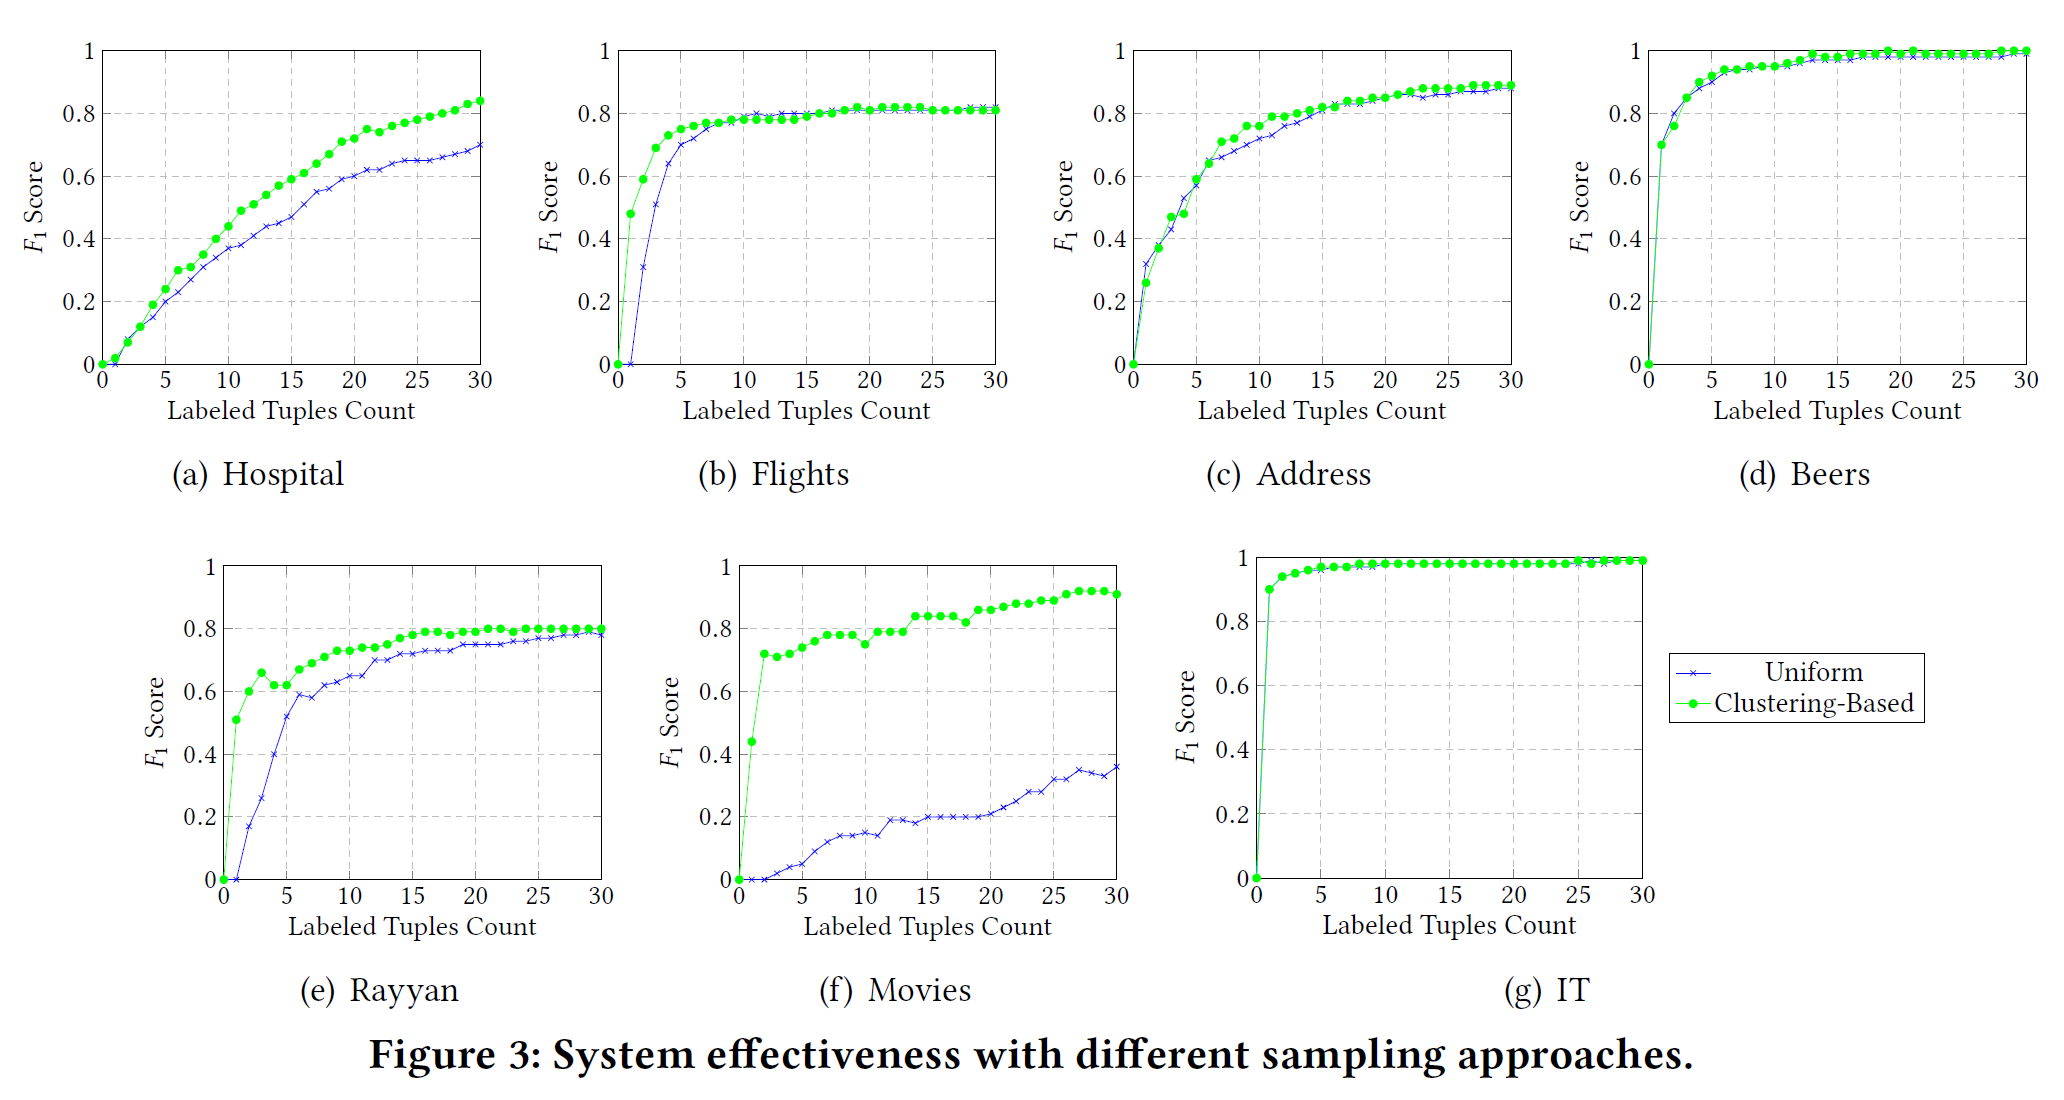 1
0.8
0.6
0.4
0.2
0
0 5 10 15 20 25 30
F1 Score
Labeled Tuples Count
(a) Hospital
1
0.8
0.6
0.4
0.2
0
0 5 10 15 20 25 30
F1 Score
Labeled Tuples Count
(b) Flights
1
0.8
0.6
0.4
0.2
0
0 5 10 15 20 25 30
F1 Score
Labeled Tuples Count
(c) Address
1
0.8
0.6
0.4
0.2
0
0 5 10 15 20 25 30
F1 Score
Labeled Tuples Count
(d) Beers
1
0.8
0.6
0.4
0.2
0
0 5 10 15 20 25 30
F1 Score
Labeled Tuples Count
(e) Rayyan
1
0.8
0.6
0.4
0.2
0
0 5 10 15 20 25 30
F1 Score
Labeled Tuples Count
(f) Movies
1
0.8
0.6
0.4
0.2
0
0 5 10 15 20 25 30
F1 Score
Labeled Tuples Count
(g) IT
Uniform
Clustering-Based
Figure 3: System effectiveness with different sampling approaches.